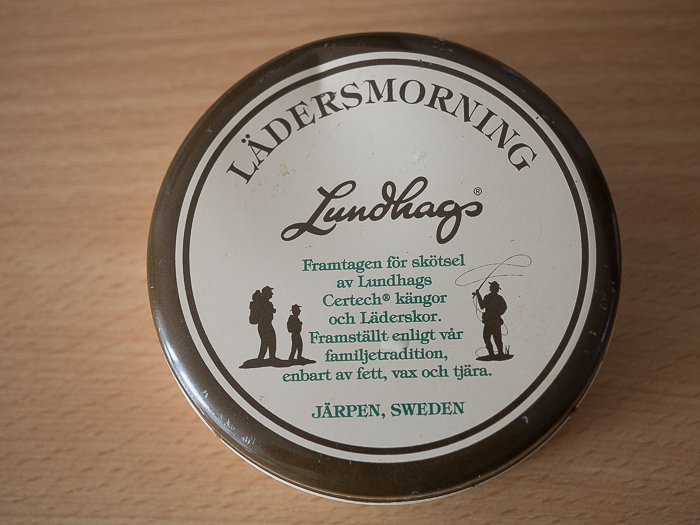 LÄDERSMORNING
Lundhags®
Framtagen för skötsel
av Lundhags
Certech® kängor
och Läderskor.
Framställt enligt vår
familjetradition,
enbart av fett, vax och tjära.
JÄRPEN, SWEDEN